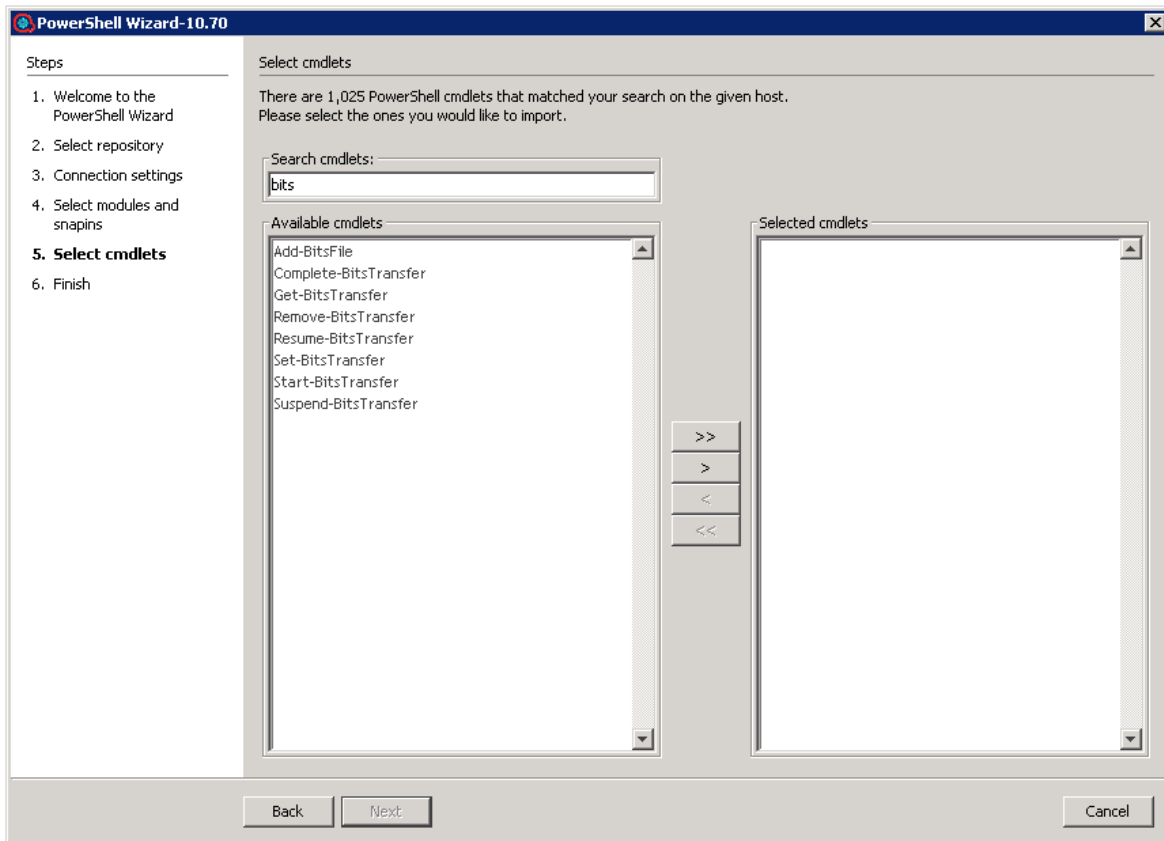 PowerShell Wizard-10.70
Steps
1. Welcome to the
PowerShell Wizard
2. Select repository
3. Connection settings
4. Select modules and
snapins
5. Select cmdlets
6. Finish
Select cmdlets
There are 1,025 PowerShell cmdlets that matched your search on the given host.
Please select the ones you would like to import.
Search cmdlets:
bits
Available cmdlets
Add-BitsFile
Complete-BitsTransfer
Get-BitsTransfer
Remove-BitsTransfer
Resume-BitsTransfer
Set-BitsTransfer
Start-BitsTransfer
Suspend-BitsTransfer
>>
>
<
<<
Selected cmdlets
Back
Next
Cancel